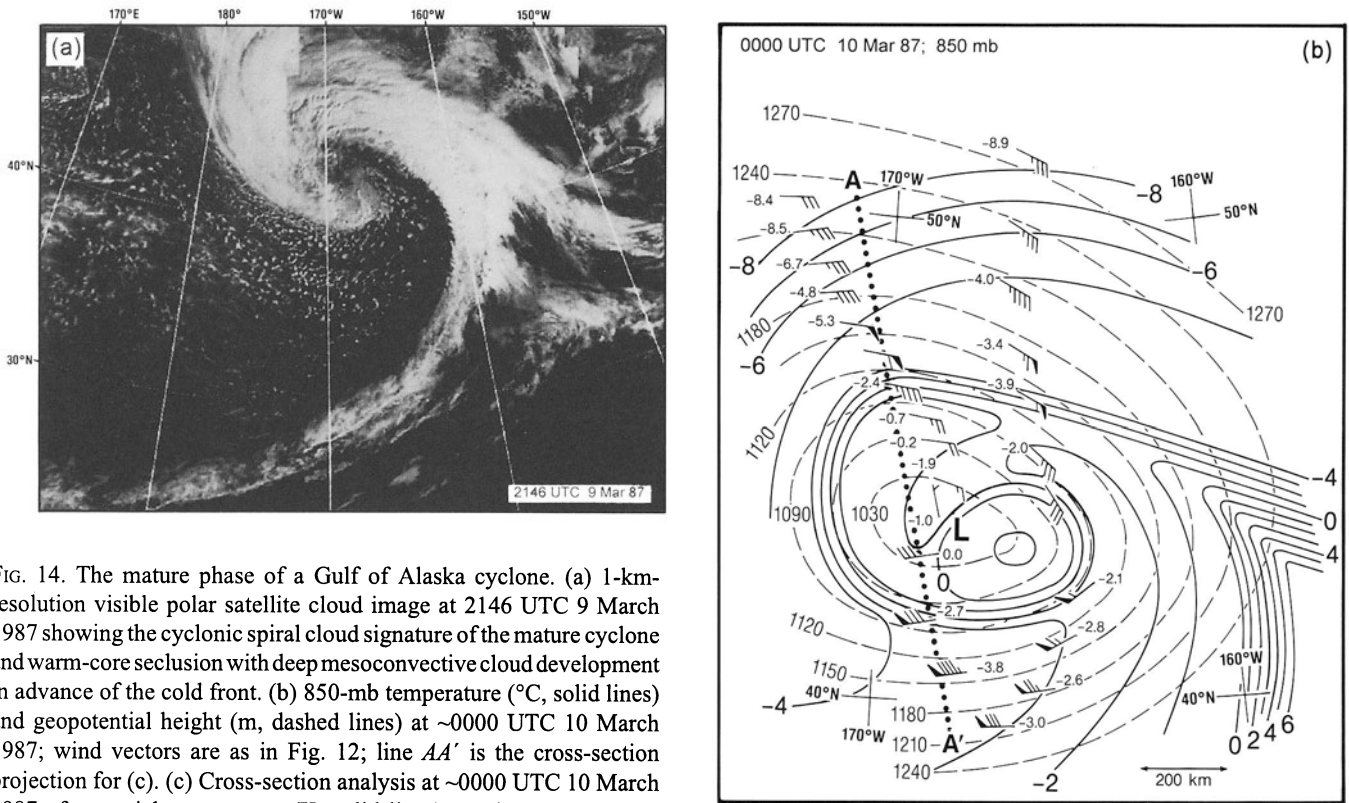 170°E 180° 170°W 160°W 150°W
(a)
40°N
30°N
2146 UTC 9 Mar 87
FIG. 14. The mature phase of a Gulf of Alaska cyclone. (a) 1-km-
resolution visible polar satellite cloud image at 2146 UTC 9 March
1987 showing the cyclonic spiral cloud signature of the mature cyclone
and warm-core seclusion with deep mesoconvective cloud development
in advance of the cold front. (b) 850-mb temperature (°C, solid lines)
and geopotential height (m, dashed lines) at ~0000 UTC 10 March
1987; wind vectors are as in Fig. 12; line AA′ is the cross-section
projection for (c). (c) Cross-section analysis at ~0000 UTC 10 March
0000 UTC 10 Mar 87; 850 mb
(b)
1270
-8.9
1240
A
170°W
-8
160°W
-8.4
50°N
50°N
-8.5
-8
-6.7
-6
-4.0
-4.8
1270
1180
-5.3
-6
-3.4
-2.4
-3.9
-0.7
1120
-0.2
-2.0
-1.9
-4
1090
1030
-1.0
L
0
0.0
4
0
-2.1
-2.7
1120
-2.8
1150
-3.8
160°W
40°N
-2.6
40°N
-4
1180
-3.0
170°W
1210
A'
0 2 4 6
1240
-2
200 km